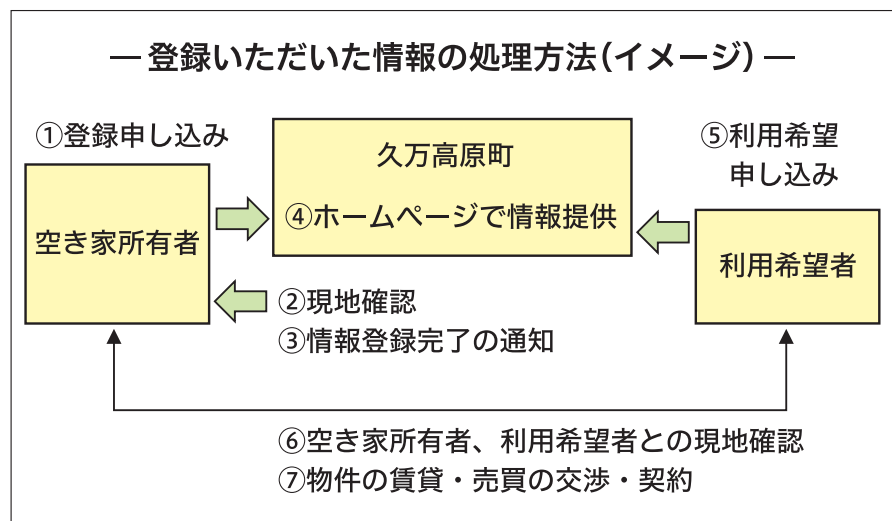 ― 登録いただいた情報の処理方法(イメージ) ―
①登録申し込み
久万高原町
④ホームページで情報提供
⑤利用希望
申し込み
空き家所有者
利用希望者
②現地確認
③情報登録完了の通知
⑥空き家所有者、利用希望者との現地確認
⑦物件の賃貸・売買の交渉・契約